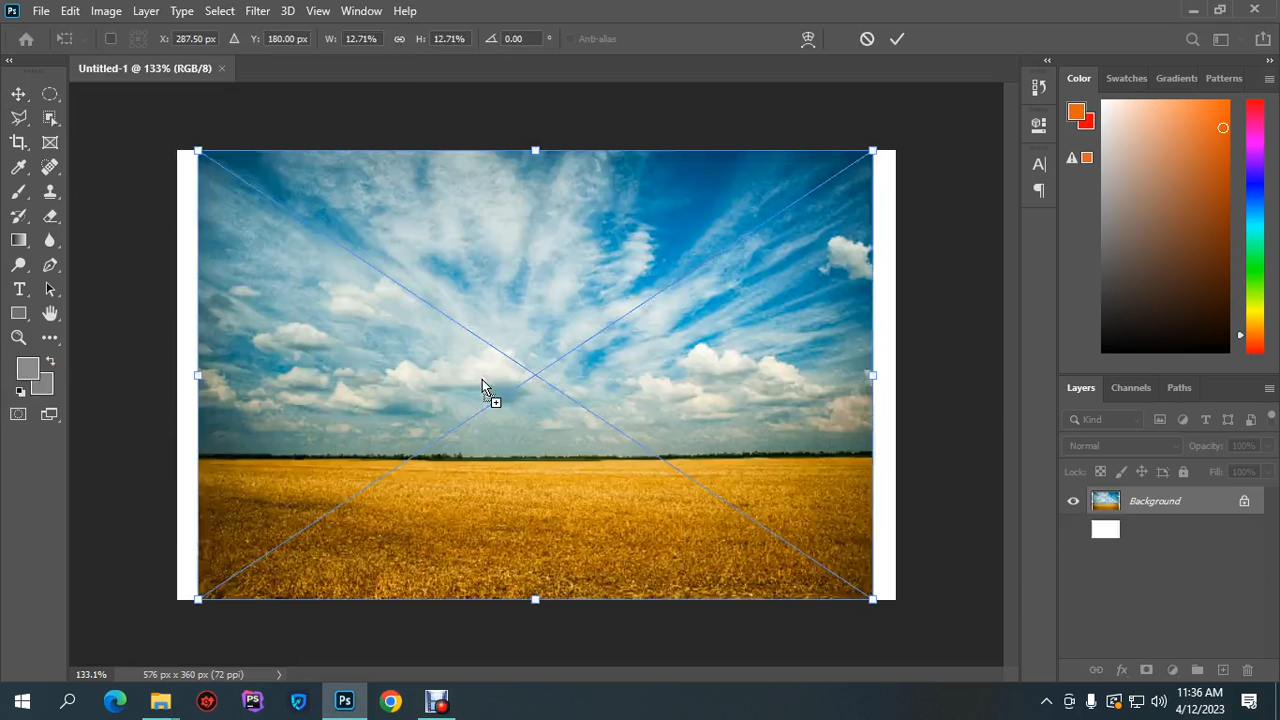 Ps File Edit Image Layer Type Select Filter 3D View Window Help
X: 287.50 px Y: 180.00 px W: 12.71% H: 12.71% 0.00 ° Anti-alias
Untitled-1 @ 133% (RGB/8) ×
Color Swatches Gradients Patterns
Layers Channels Paths
Kind
Normal Opacity: 100%
Lock: Fill: 100%
Background
133.1% 576 px x 360 px (72 ppi)
PS Ps 11:36 AM
4/12/2023